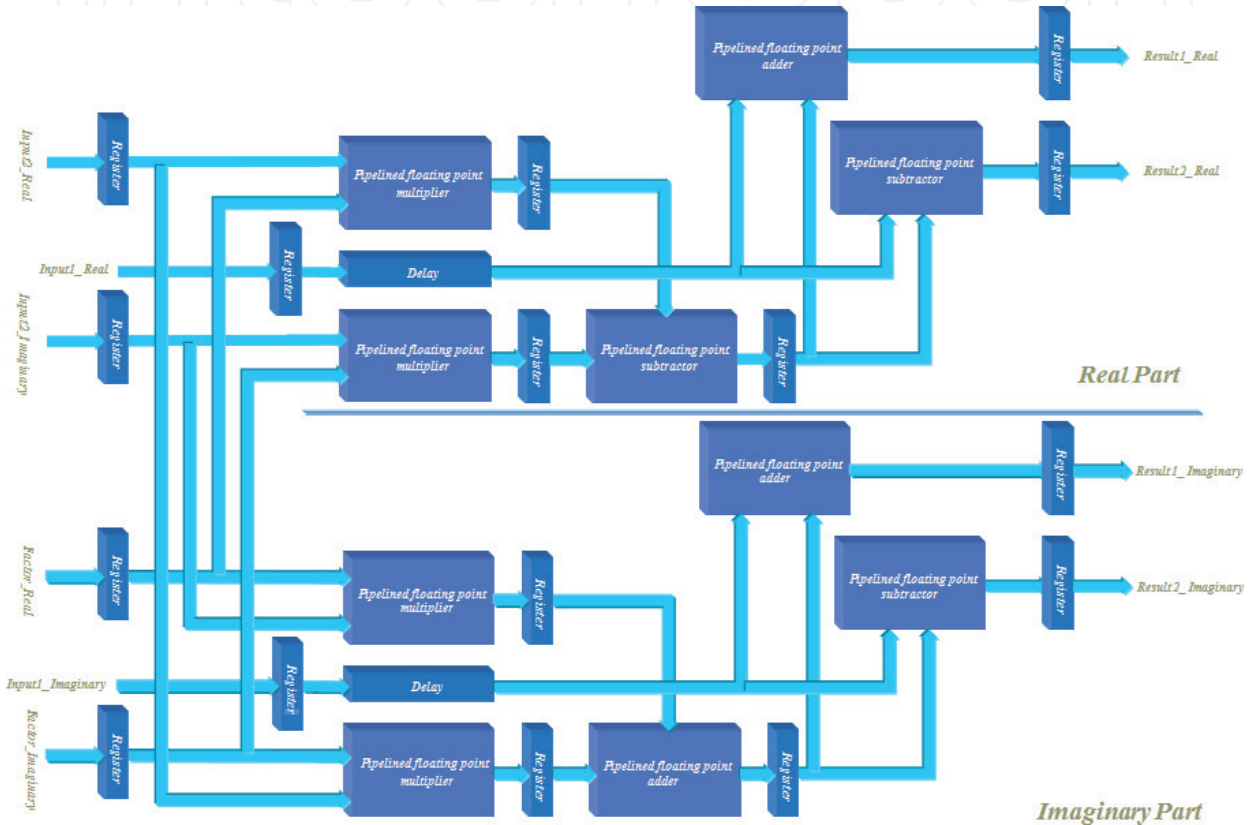 Pipelined floating point
adder
Register
Result1_Real
Input2_Real
Register
Pipelined floating point
multiplier
Register
Pipelined floating point
subtractor
Register
Result2_Real
Input1_Real
Register
Delay
Input2_Imaginary
Register
Pipelined floating point
multiplier
Register
Pipelined floating point
subtractor
Register
Real Part
Pipelined floating point
adder
Register
Result1_Imaginary
Factor_Real
Register
Pipelined floating point
multiplier
Register
Pipelined floating point
subtractor
Register
Result2_Imaginary
Input1_Imaginary
Register
Delay
Factor_Imaginary
Register
Pipelined floating point
multiplier
Register
Pipelined floating point
adder
Register
Imaginary Part